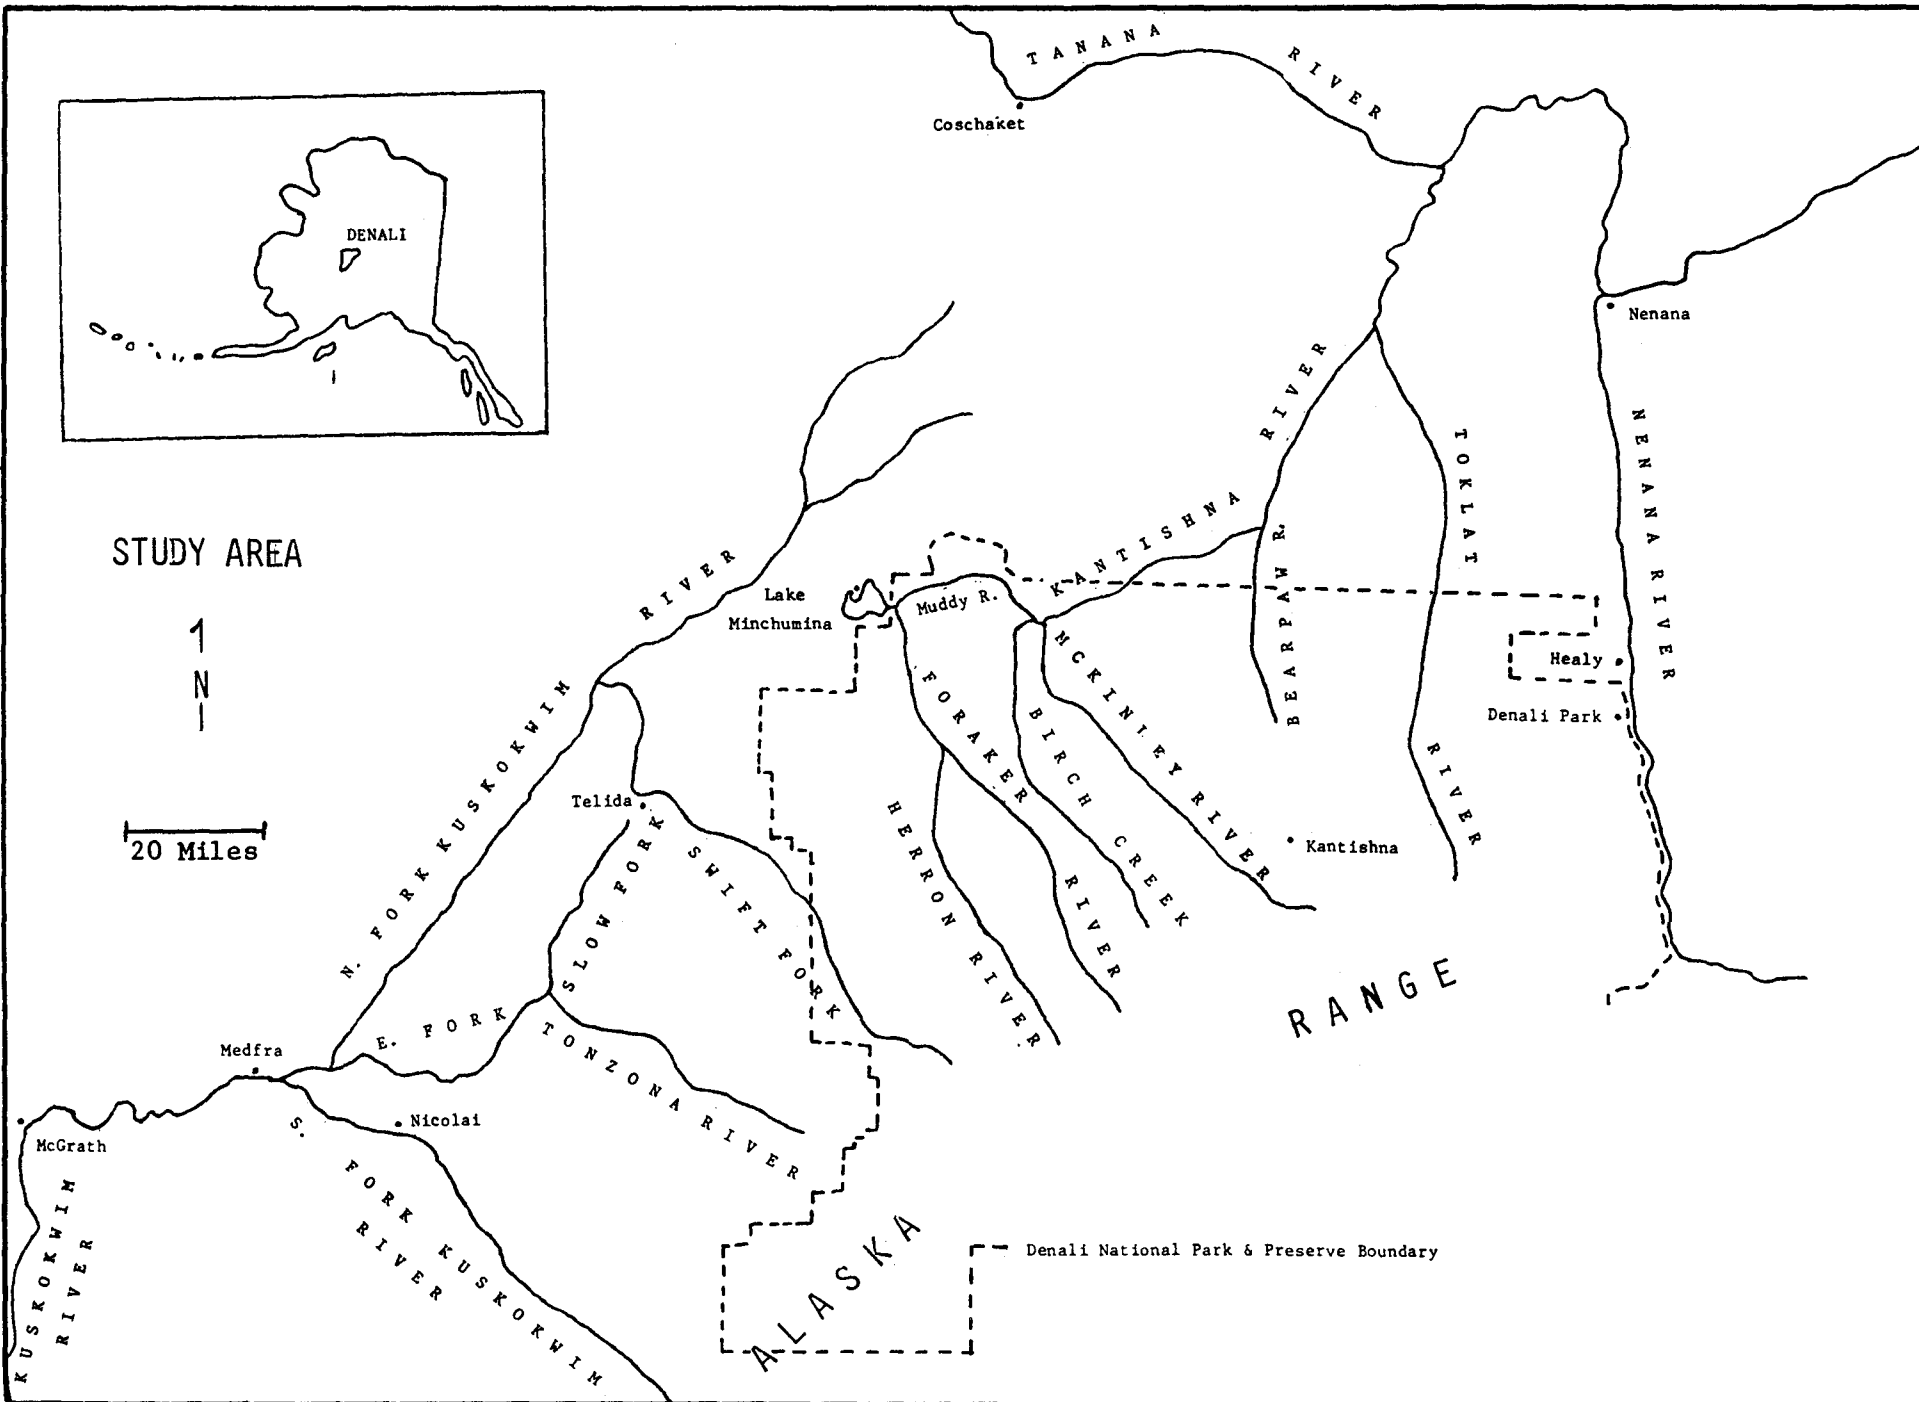 TANANA RIVER
Coschaket
DENALI
Nenana
STUDY AREA
N
20 Miles
N. FORK KUSKOKWIM RIVER
Lake
Minchumina
Muddy R.
KANTISHNA RIVER
BEARPAW R.
TOKLAT RIVER
NENANA RIVER
Healy
Denali Park
MCKINLEY RIVER
BIRCH CREEK
FORAKER RIVER
HERRON RIVER
Kantishna
Telida
SLOW FORK
SWIFT FORK
E. FORK
TONZONA RIVER
Medfra
Nicolai
McGrath
KUSKOKWIM
RIVER
S. FORK KUSKOKWIM
RIVER
ALASKA RANGE
Denali National Park & Preserve Boundary